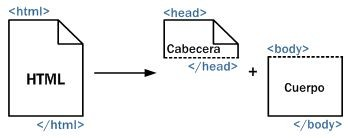 <html>
HTML
</html>
<head>
Cabecera
</head>
+
<body>
Cuerpo
</body>